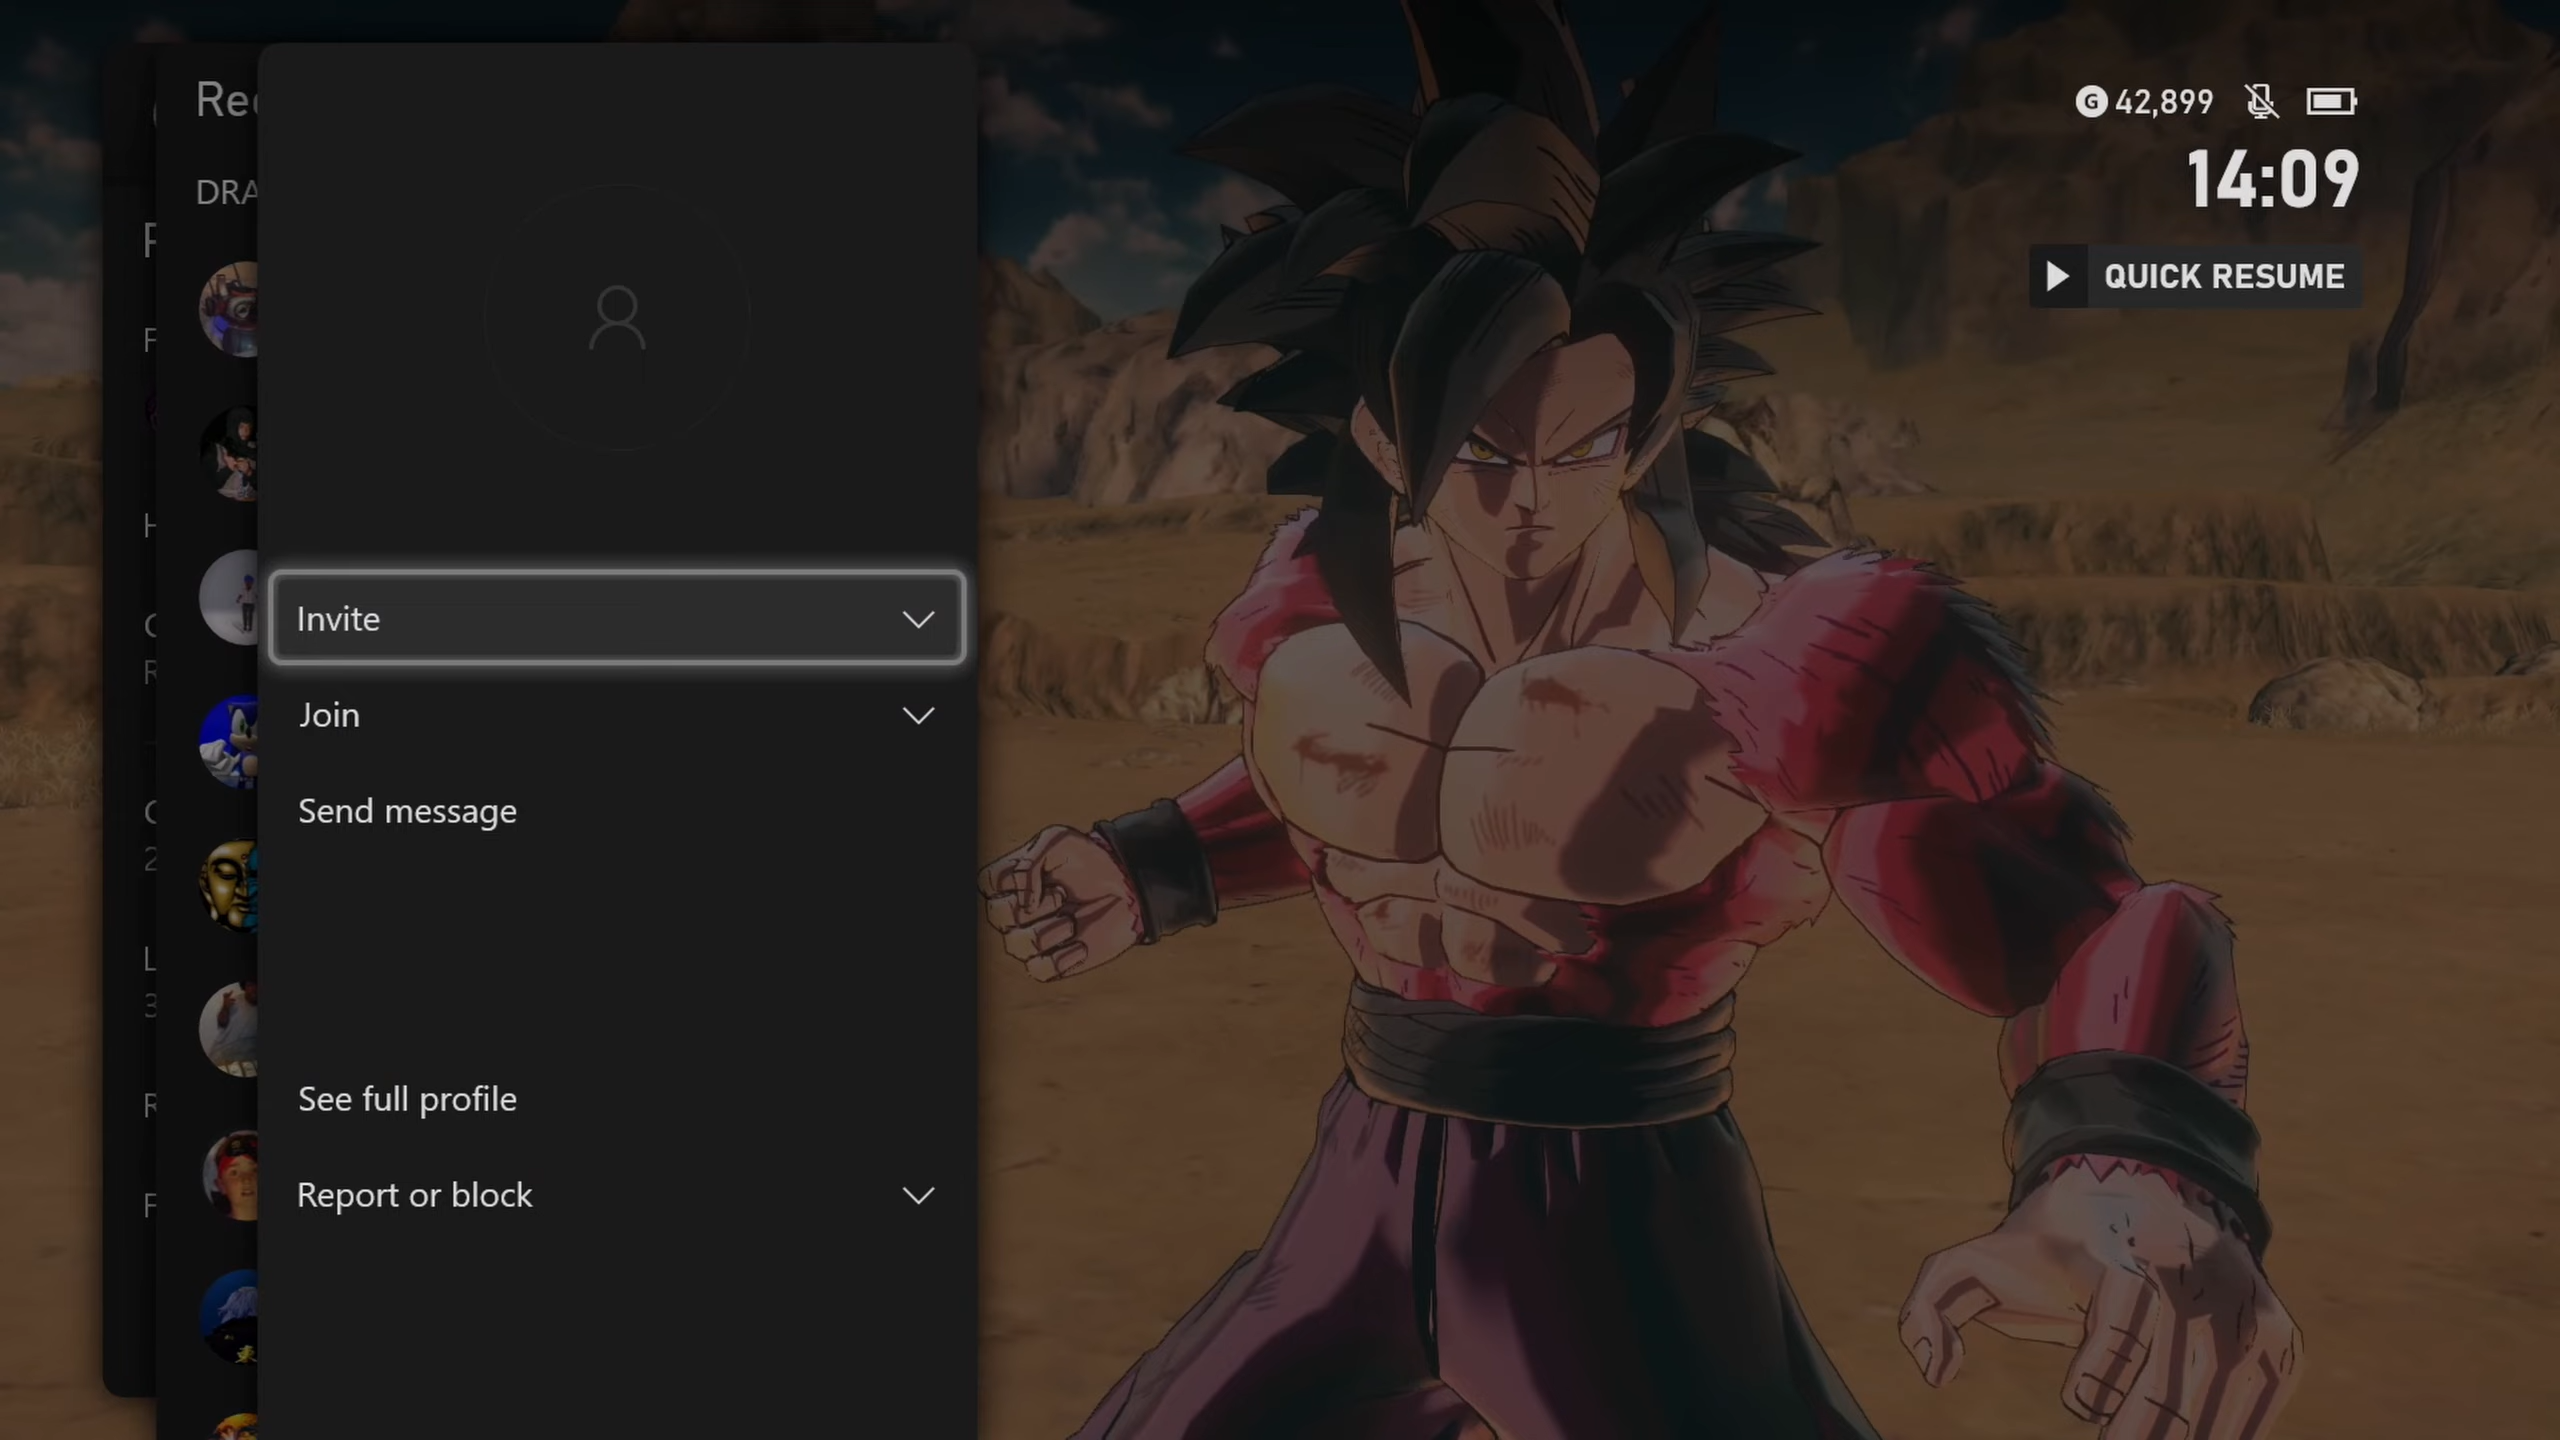 G 42,899
14:09
QUICK RESUME
Invite
Join
Send message
See full profile
Report or block